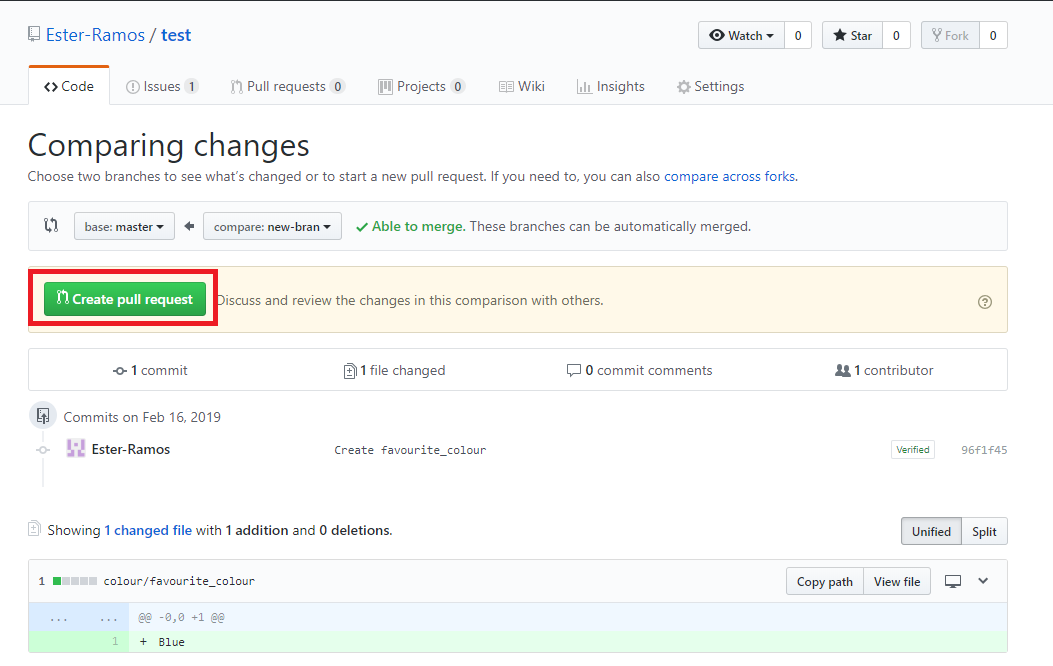 Ester-Ramos / test
Watch 0 Star 0 Fork 0
Code Issues 1 Pull requests 0 Projects 0 Wiki Insights Settings
Comparing changes
Choose two branches to see what's changed or to start a new pull request. If you need to, you can also compare across forks.
base: master compare: new-bran Able to merge. These branches can be automatically merged.
Create pull request Discuss and review the changes in this comparison with others.
1 commit 1 file changed 0 commit comments 1 contributor
Commits on Feb 16, 2019
Ester-Ramos Create favourite_colour Verified 96f1f45
Showing 1 changed file with 1 addition and 0 deletions.
Unified Split
1 colour/favourite_colour Copy path View file
... ... @@ -0,0 +1 @@
1 + Blue